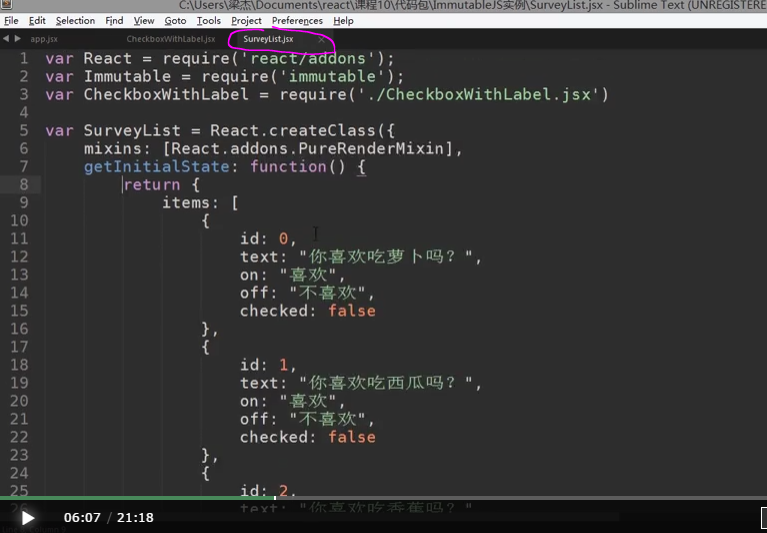 C:\Users\梁杰\Documents\react\课程10\代码包\ImmutableJS实例\SurveyList.jsx - Sublime Text (UNREGISTERE
File Edit Selection Find View Goto Tools Project Preferences Help
app.jsx CheckboxWithLabel.jsx SurveyList.jsx ×
1 var React = require('react/addons');
2 var Immutable = require('immutable');
3 var CheckboxWithLabel = require('./CheckboxWithLabel.jsx')
4
5 var SurveyList = React.createClass({
6 mixins: [React.addons.PureRenderMixin],
7 getInitialState: function() {
8 return {
9 items: [
10 {
11 id: 0,
12 text: "你喜欢吃萝卜吗？",
13 on: "喜欢",
14 off: "不喜欢",
15 checked: false
16 },
17 {
18 id: 1,
19 text: "你喜欢吃西瓜吗？",
20 on: "喜欢",
21 off: "不喜欢",
22 checked: false
23 },
24 {
25 id: 2,
26 text: "你喜欢吃香蕉吗？"
06:07 / 21:18